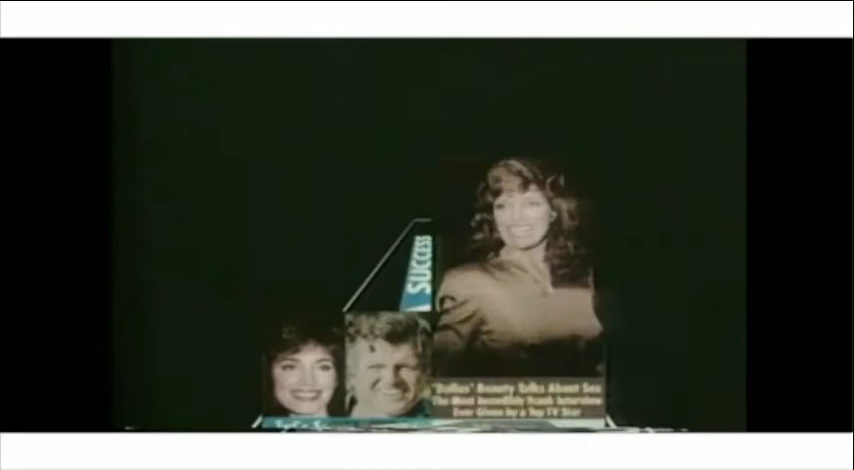 SUCCESS
'Dallas' Beauty Talks About Sex
The Most Incredibly Frank Interview
Ever Given by a Top TV Star